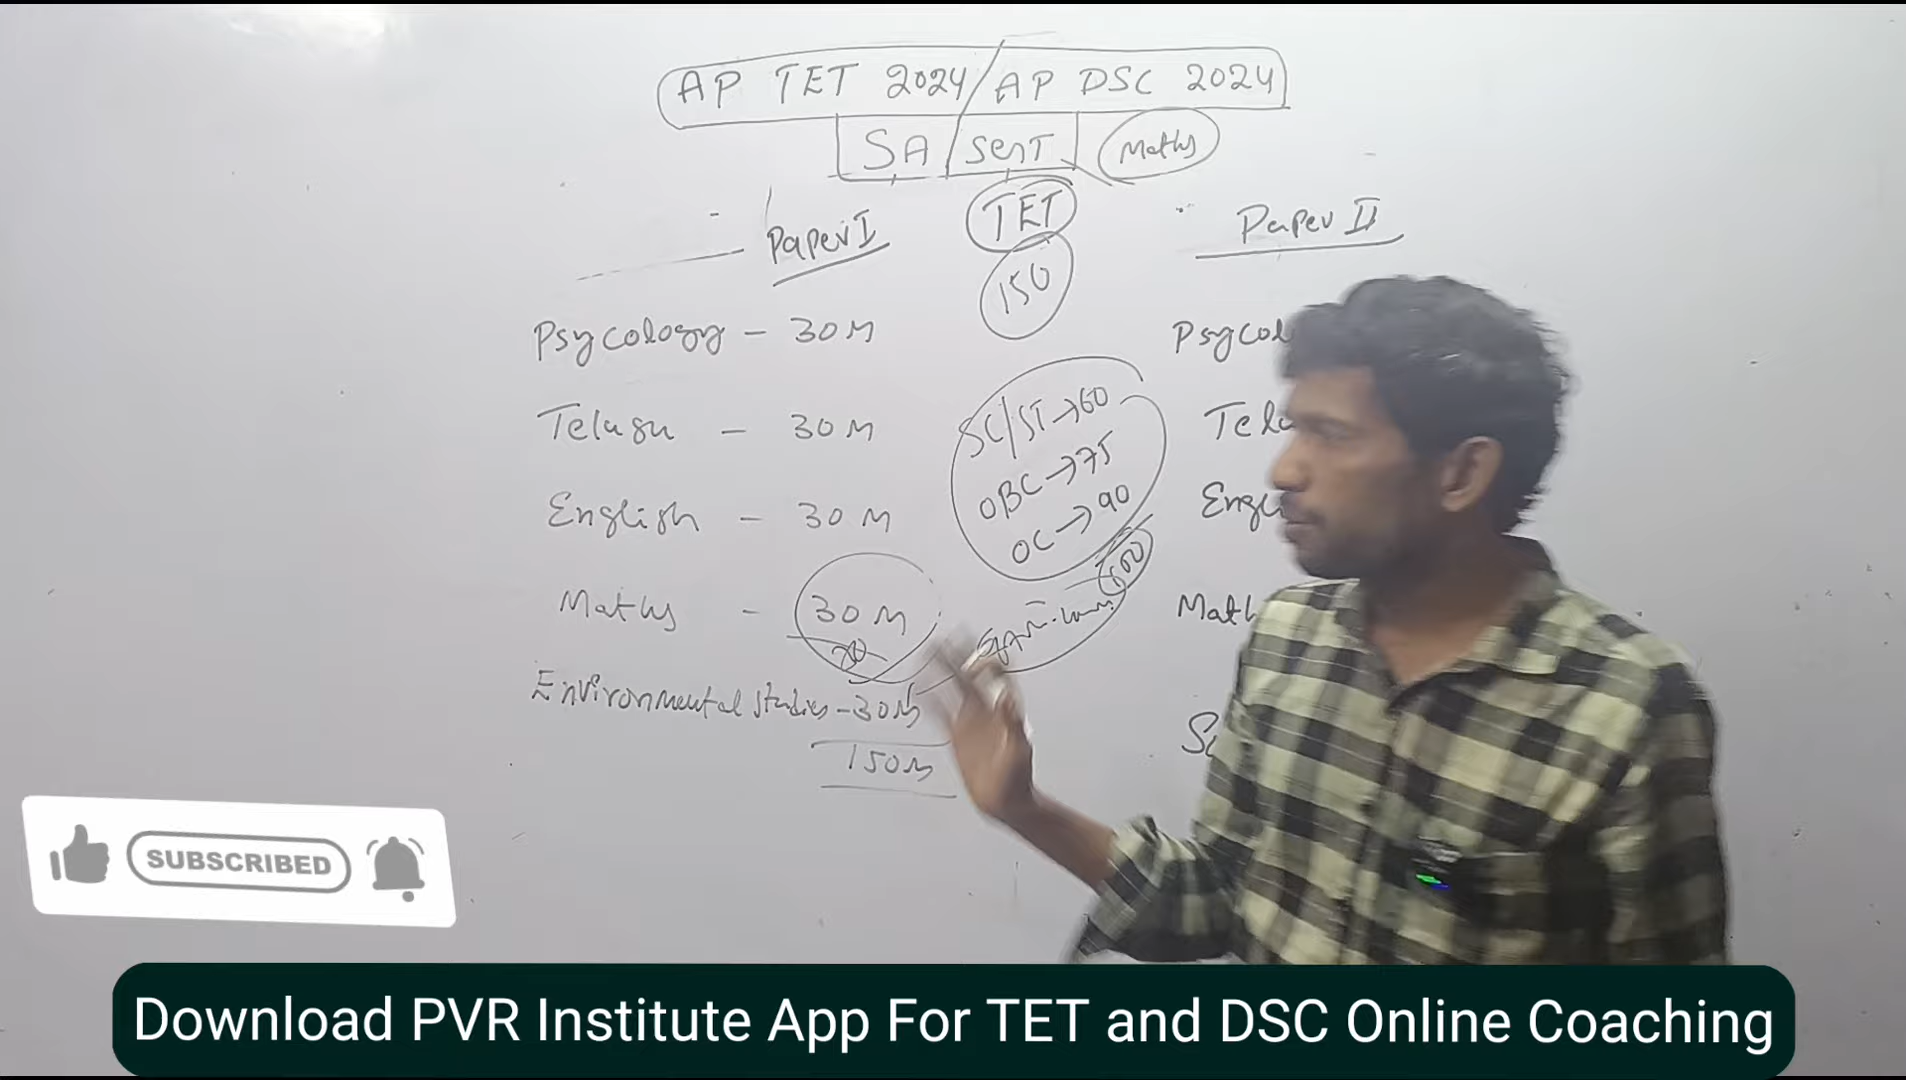 AP TET 2024/AP DSC 2024
SA/SGT Maths
TET
Paper I
Paper II
150
Psycology - 30M
Telugu - 30M
English - 30M
Maths - 30M
Environmental Studies - 30M
150M
SC/ST→60
OBC→75
OC→90
Psycol
Telu
Engli
Math
SUBSCRIBED
Download PVR Institute App For TET and DSC Online Coaching